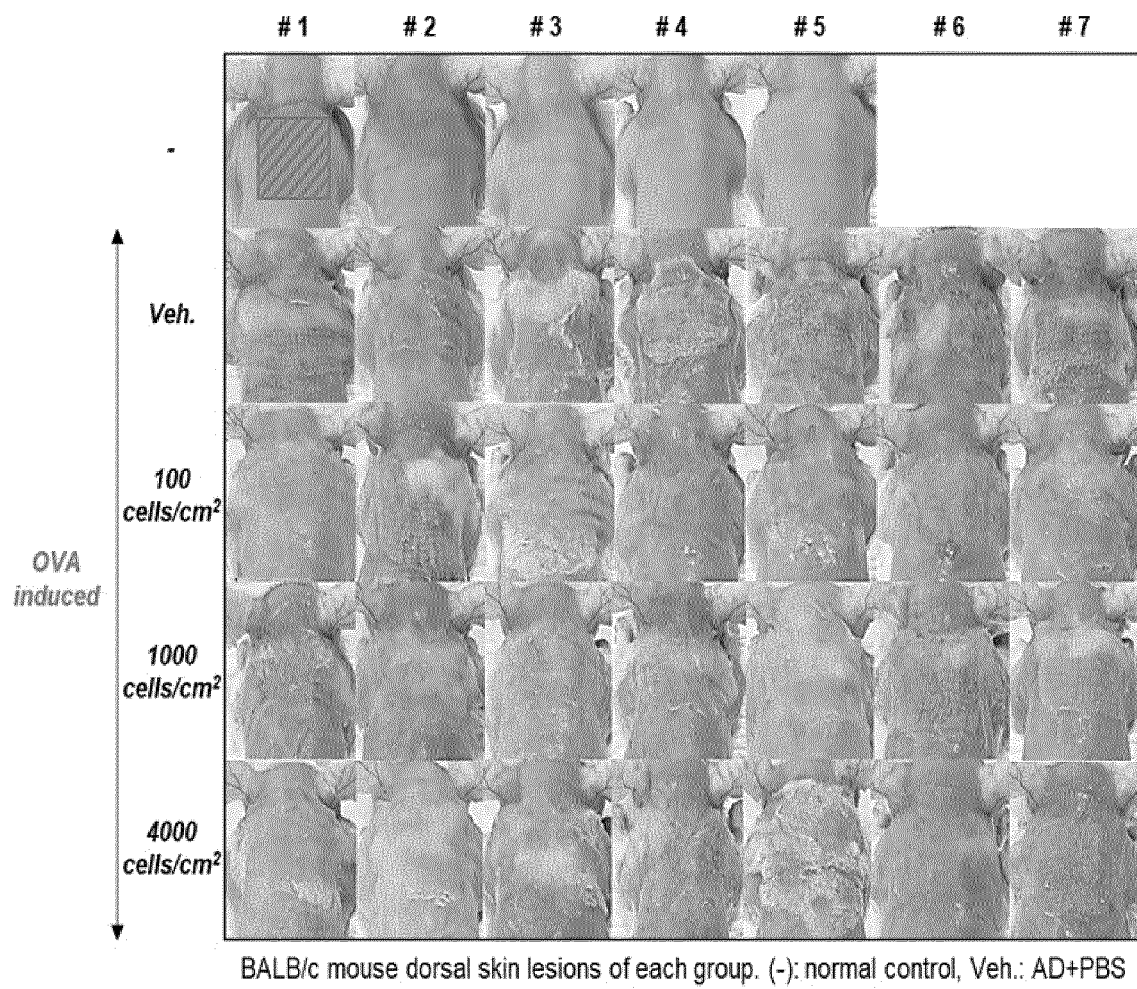 # 1 # 2 # 3 # 4 # 5 # 6 # 7
-
Veh.
100
cells/cm²
OVA
induced
1000
cells/cm²
4000
cells/cm²
BALB/c mouse dorsal skin lesions of each group. (-): normal control, Veh.: AD+PBS